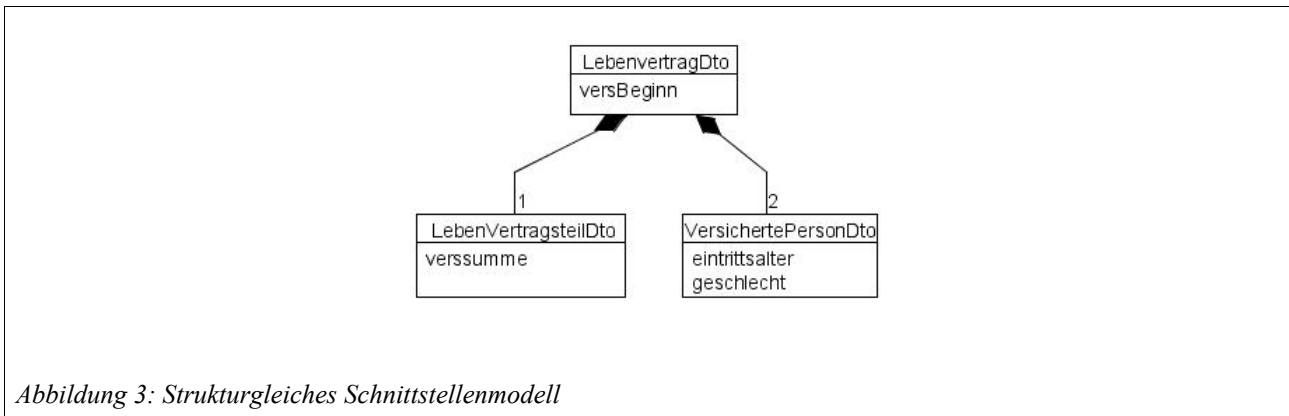 LebenvertragDto
versBeginn
1
2
LebenVertragsteilDto
verssumme
VersichertePersonDto
eintrittsalter
geschlecht
Abbildung 3: Strukturgleiches Schnittstellenmodell